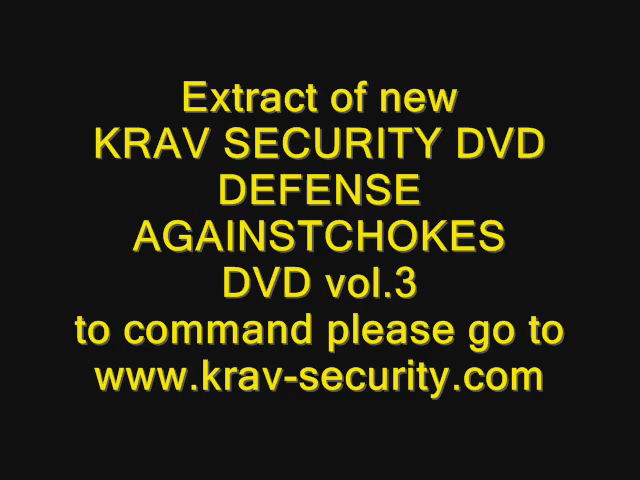 Extract of new
KRAV SECURITY DVD
DEFENSE
AGAINSTCHOKES
DVD vol.3
to command please go to
www.krav-security.com